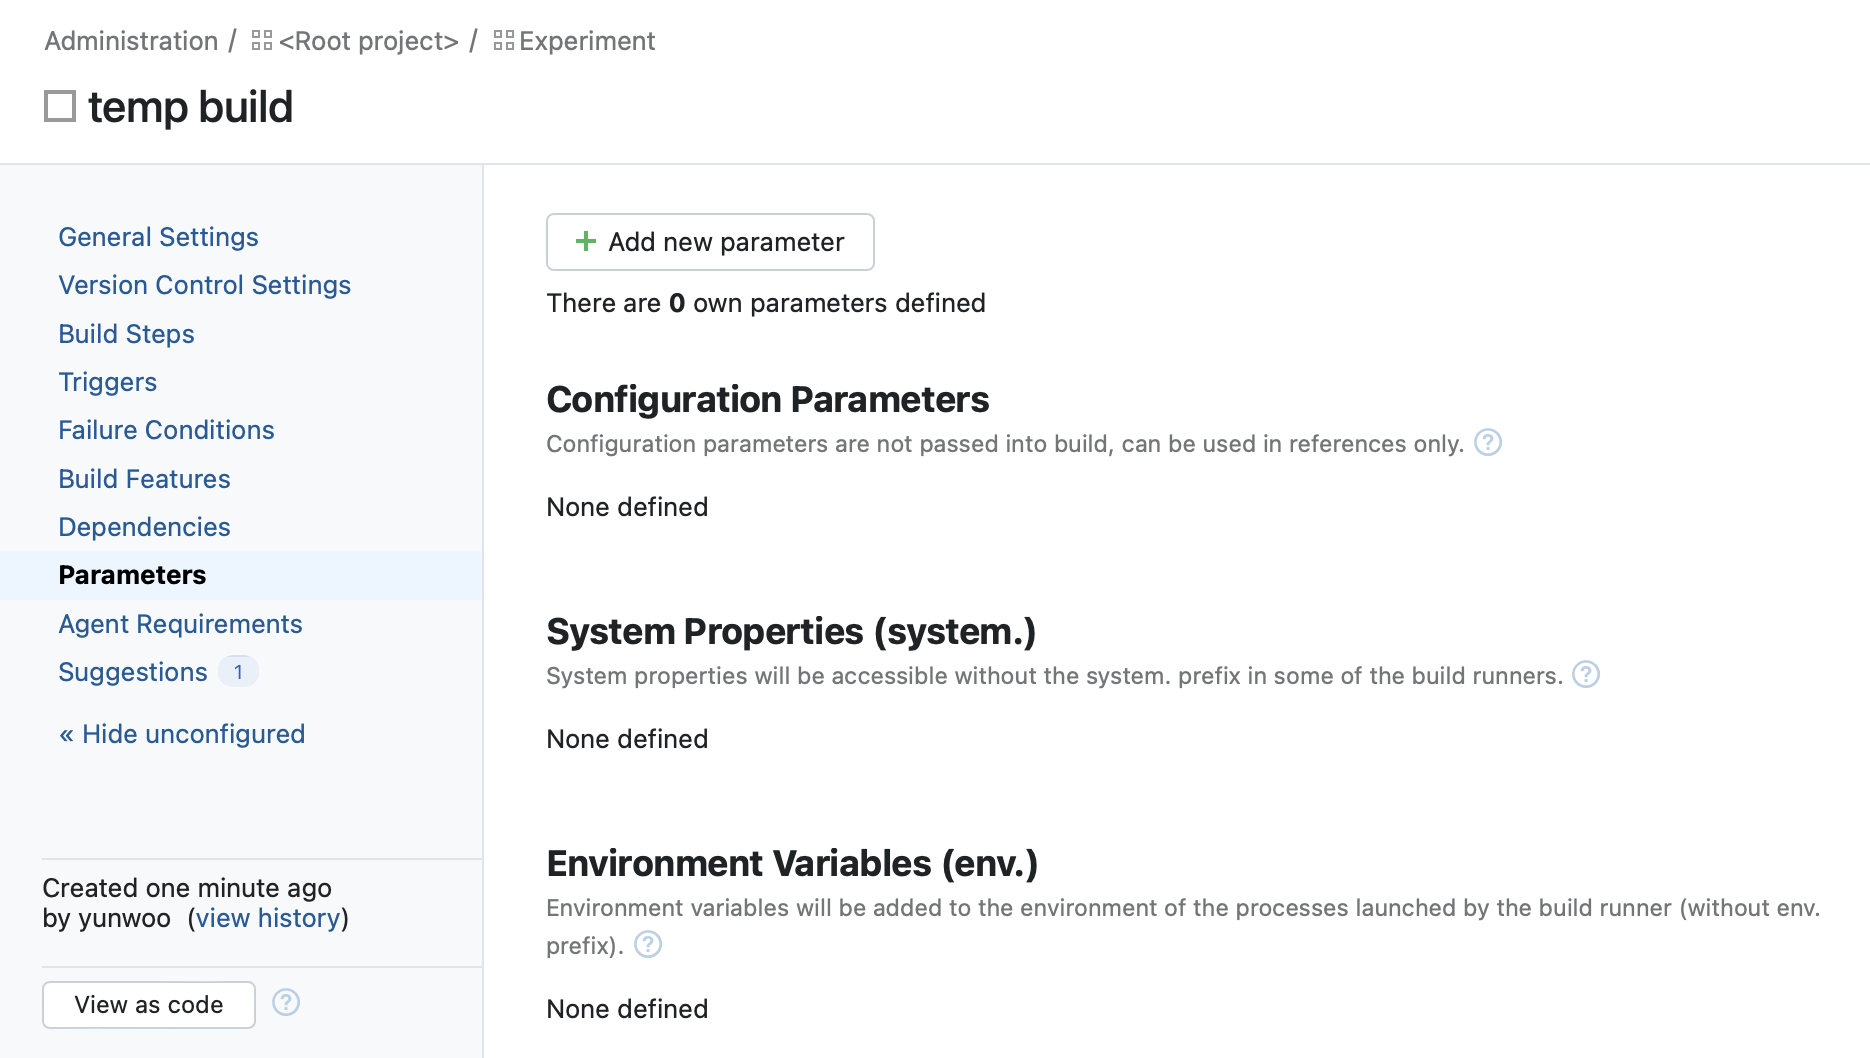 Administration / <Root project> / Experiment
temp build
General Settings
Version Control Settings
Build Steps
Triggers
Failure Conditions
Build Features
Dependencies
Parameters
Agent Requirements
Suggestions 1
« Hide unconfigured
Created one minute ago
by yunwoo (view history)
View as code ?
+ Add new parameter
There are 0 own parameters defined
Configuration Parameters
Configuration parameters are not passed into build, can be used in references only. ?
None defined
System Properties (system.)
System properties will be accessible without the system. prefix in some of the build runners. ?
None defined
Environment Variables (env.)
Environment variables will be added to the environment of the processes launched by the build runner (without env.
prefix). ?
None defined